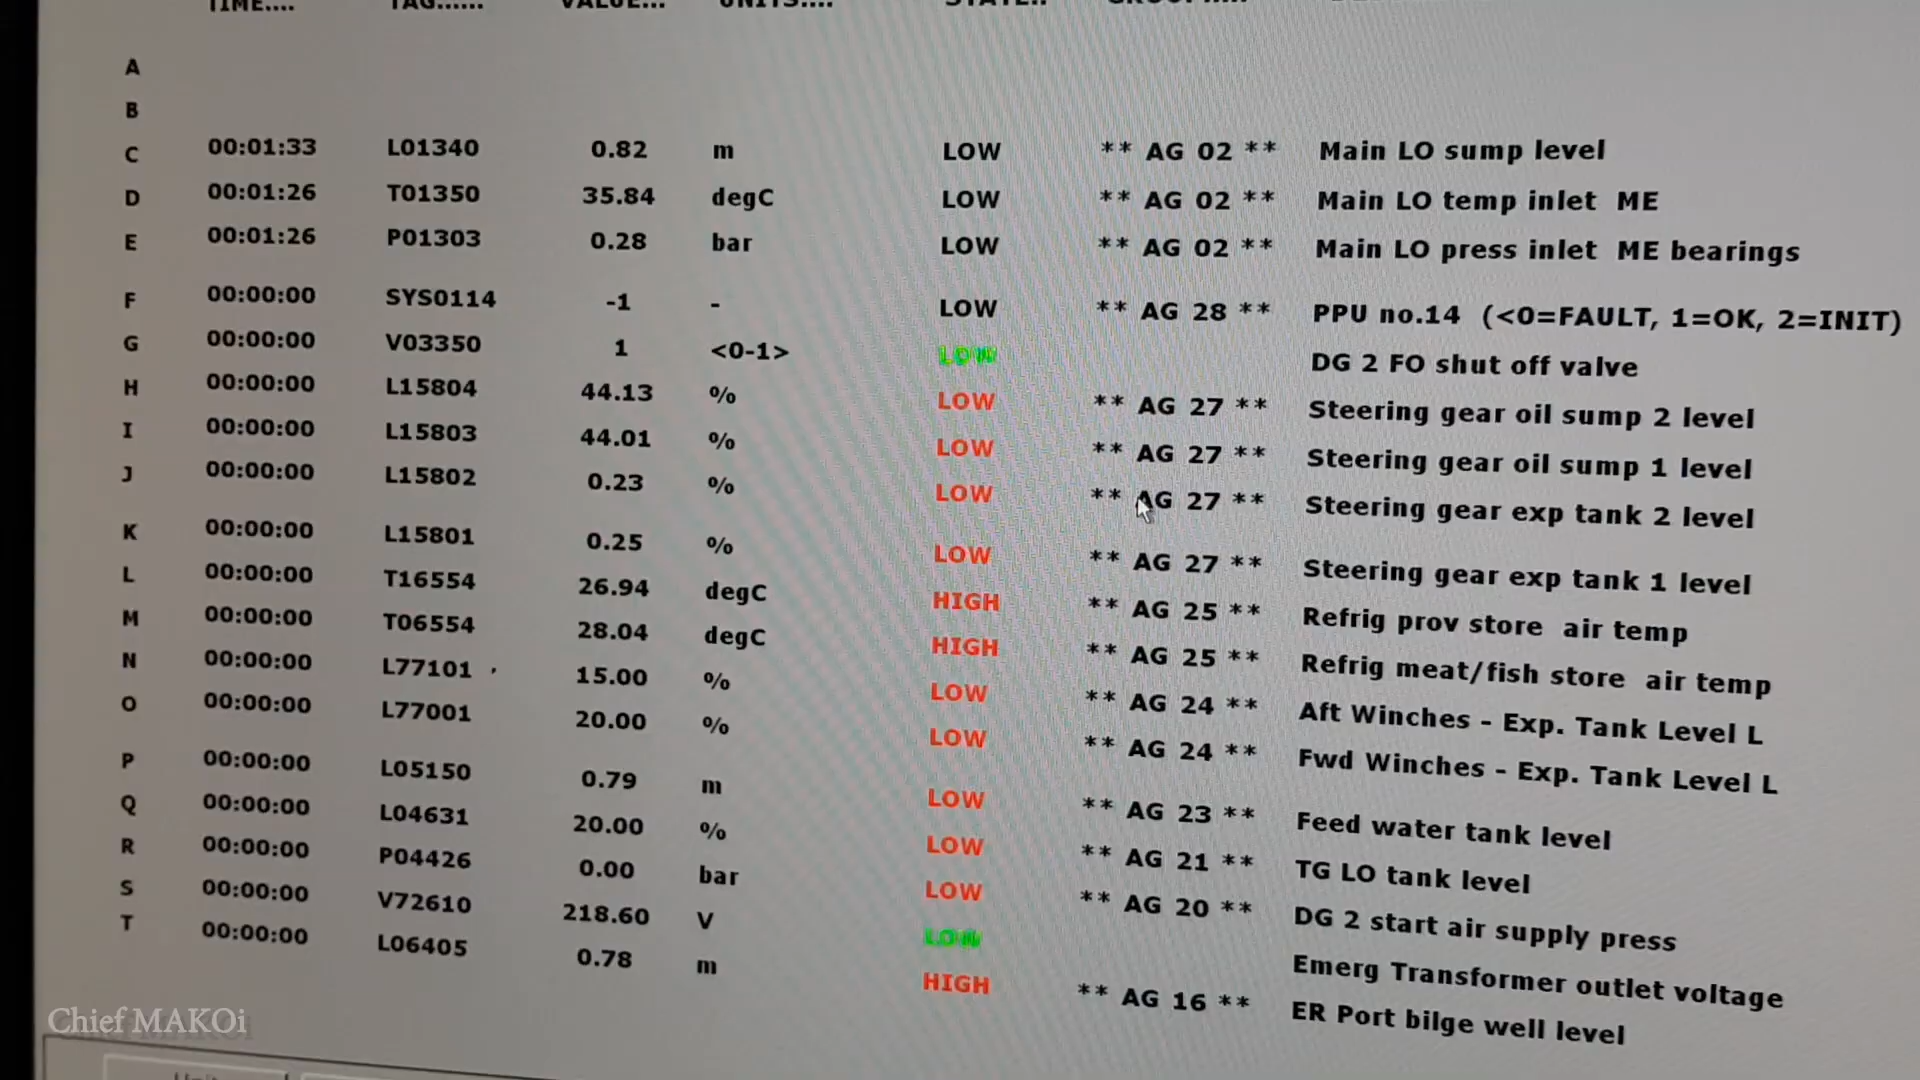 TIME.... TAG...... VALUE... UNITS.... STATE.. GROUP.....
A
B
C 00:01:33 L01340 0.82 m LOW ** AG 02 ** Main LO sump level
D 00:01:26 T01350 35.84 degC LOW ** AG 02 ** Main LO temp inlet ME
E 00:01:26 P01303 0.28 bar LOW ** AG 02 ** Main LO press inlet ME bearings
F 00:00:00 SYS0114 -1 - LOW ** AG 28 ** PPU no.14 (<0=FAULT, 1=OK, 2=INIT)
G 00:00:00 V03350 1 <0-1> LOW DG 2 FO shut off valve
H 00:00:00 L15804 44.13 % LOW ** AG 27 ** Steering gear oil sump 2 level
I 00:00:00 L15803 44.01 % LOW ** AG 27 ** Steering gear oil sump 1 level
J 00:00:00 L15802 0.23 % LOW ** AG 27 ** Steering gear exp tank 2 level
K 00:00:00 L15801 0.25 % LOW ** AG 27 ** Steering gear exp tank 1 level
L 00:00:00 T16554 26.94 degC HIGH ** AG 25 ** Refrig prov store air temp
M 00:00:00 T06554 28.04 degC HIGH ** AG 25 ** Refrig meat/fish store air temp
N 00:00:00 L77101 15.00 % LOW ** AG 24 ** Aft Winches - Exp. Tank Level L
O 00:00:00 L77001 20.00 % LOW ** AG 24 ** Fwd Winches - Exp. Tank Level L
P 00:00:00 L05150 0.79 m LOW ** AG 23 ** Feed water tank level
Q 00:00:00 L04631 20.00 % LOW ** AG 21 ** TG LO tank level
R 00:00:00 P04426 0.00 bar LOW ** AG 20 ** DG 2 start air supply press
S 00:00:00 V72610 218.60 V LOW Emerg Transformer outlet voltage
T 00:00:00 L06405 0.78 m HIGH ** AG 16 ** ER Port bilge well level
Chief MAKOi